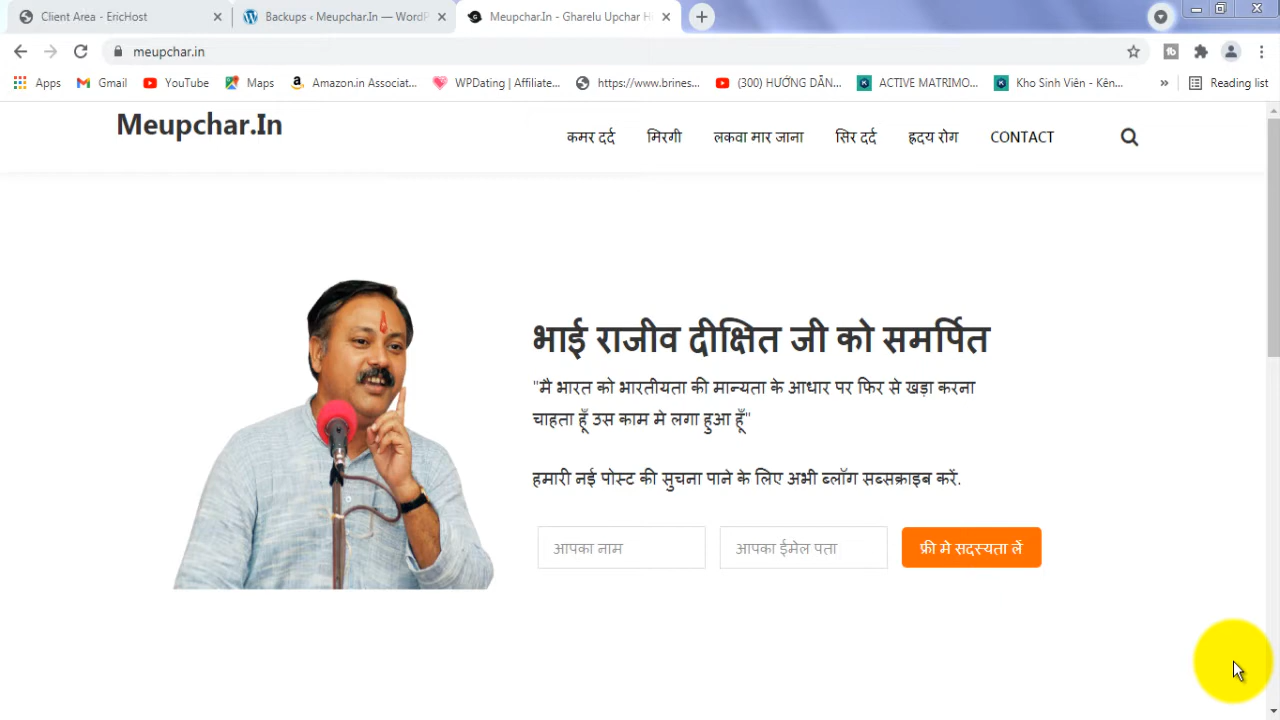 Client Area - EricHost
Backups ‹ Meupchar.In — WordP
Meupchar.In - Gharelu Upchar Hi
meupchar.in
Apps
Gmail
YouTube
Maps
Amazon.in Associat...
WPDating | Affiliate...
https://www.brines...
(300) HƯỚNG DẪN...
ACTIVE MATRIMO...
Kho Sinh Viên - Kên...
»
Reading list
Meupchar.In
कमर दर्द
मिरगी
लकवा मार जाना
सिर दर्द
ह्रदय रोग
CONTACT
भाई राजीव दीक्षित जी को समर्पित
"मै भारत को भारतीयता की मान्यता के आधार पर फिर से खड़ा करना
चाहता हूँ उस काम मे लगा हुआ हूँ"
हमारी नई पोस्ट की सुचना पाने के लिए अभी ब्लॉग सब्सक्राइब करें.
आपका नाम
आपका ईमेल पता
फ्री मे सदस्यता लें